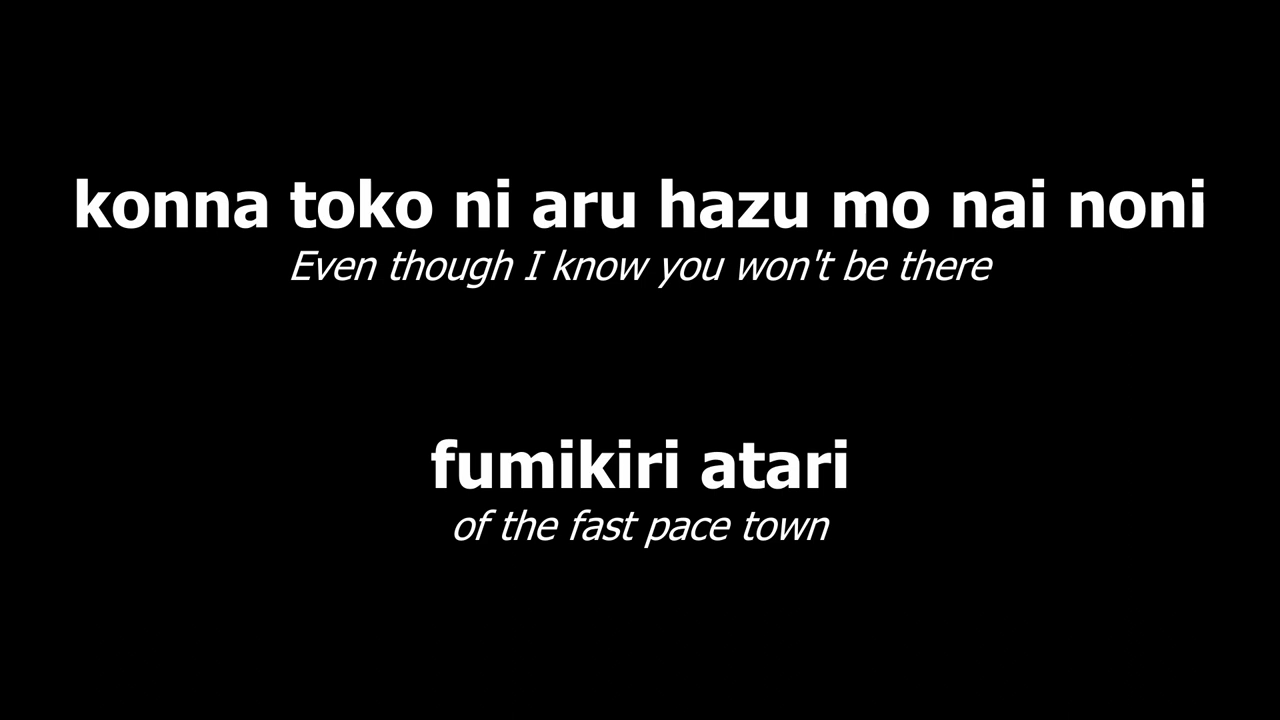 konna toko ni aru hazu mo nai noni
Even though I know you won't be there
fumikiri atari
of the fast pace town